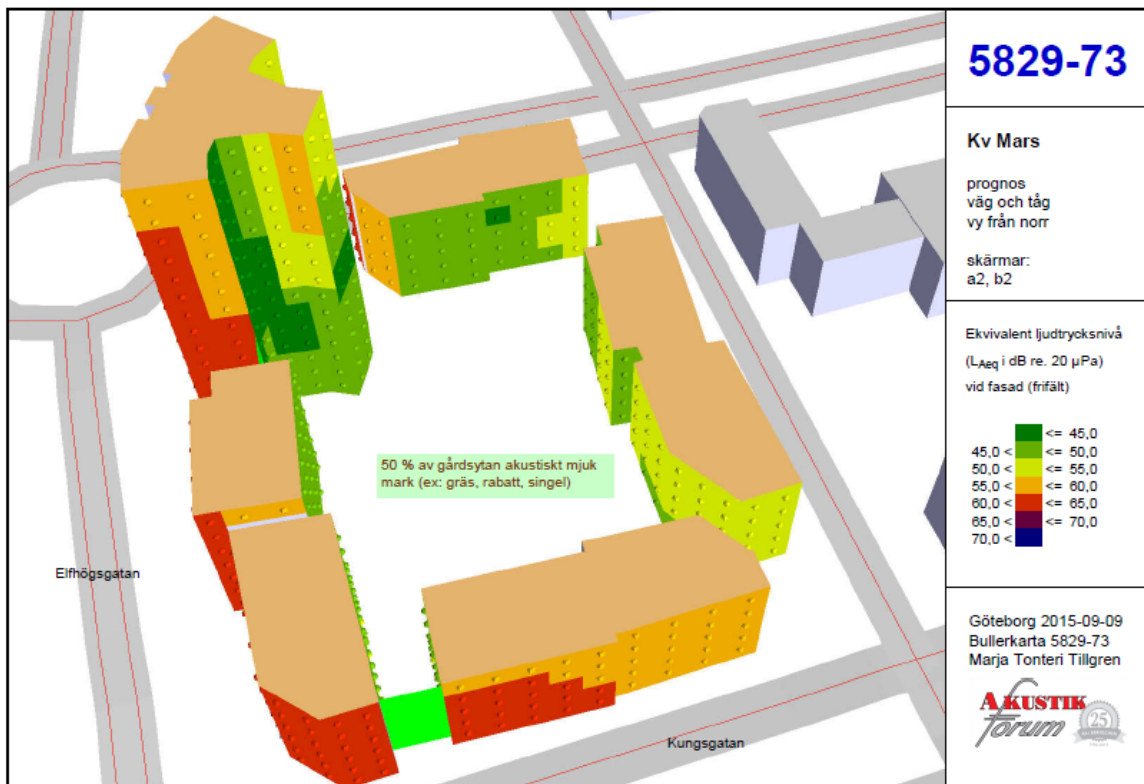 5829-73
Kv Mars
prognos
väg och tåg
vy från norr
skärmar:
a2, b2
Ekvivalent ljudtrycksnivå
(LAeq i dB re. 20 µPa)
vid fasad (frifält)
<= 45,0
45,0 < <= 50,0
50,0 < <= 55,0
55,0 < <= 60,0
60,0 < <= 65,0
65,0 < <= 70,0
70,0 <
50 % av gårdsytan akustiskt mjuk
mark (ex: gräs, rabatt, singel)
Elfhögsgatan
Kungsgatan
Göteborg 2015-09-09
Bullerkarta 5829-73
Marja Tonteri Tillgren
AKUSTIK
forum
25